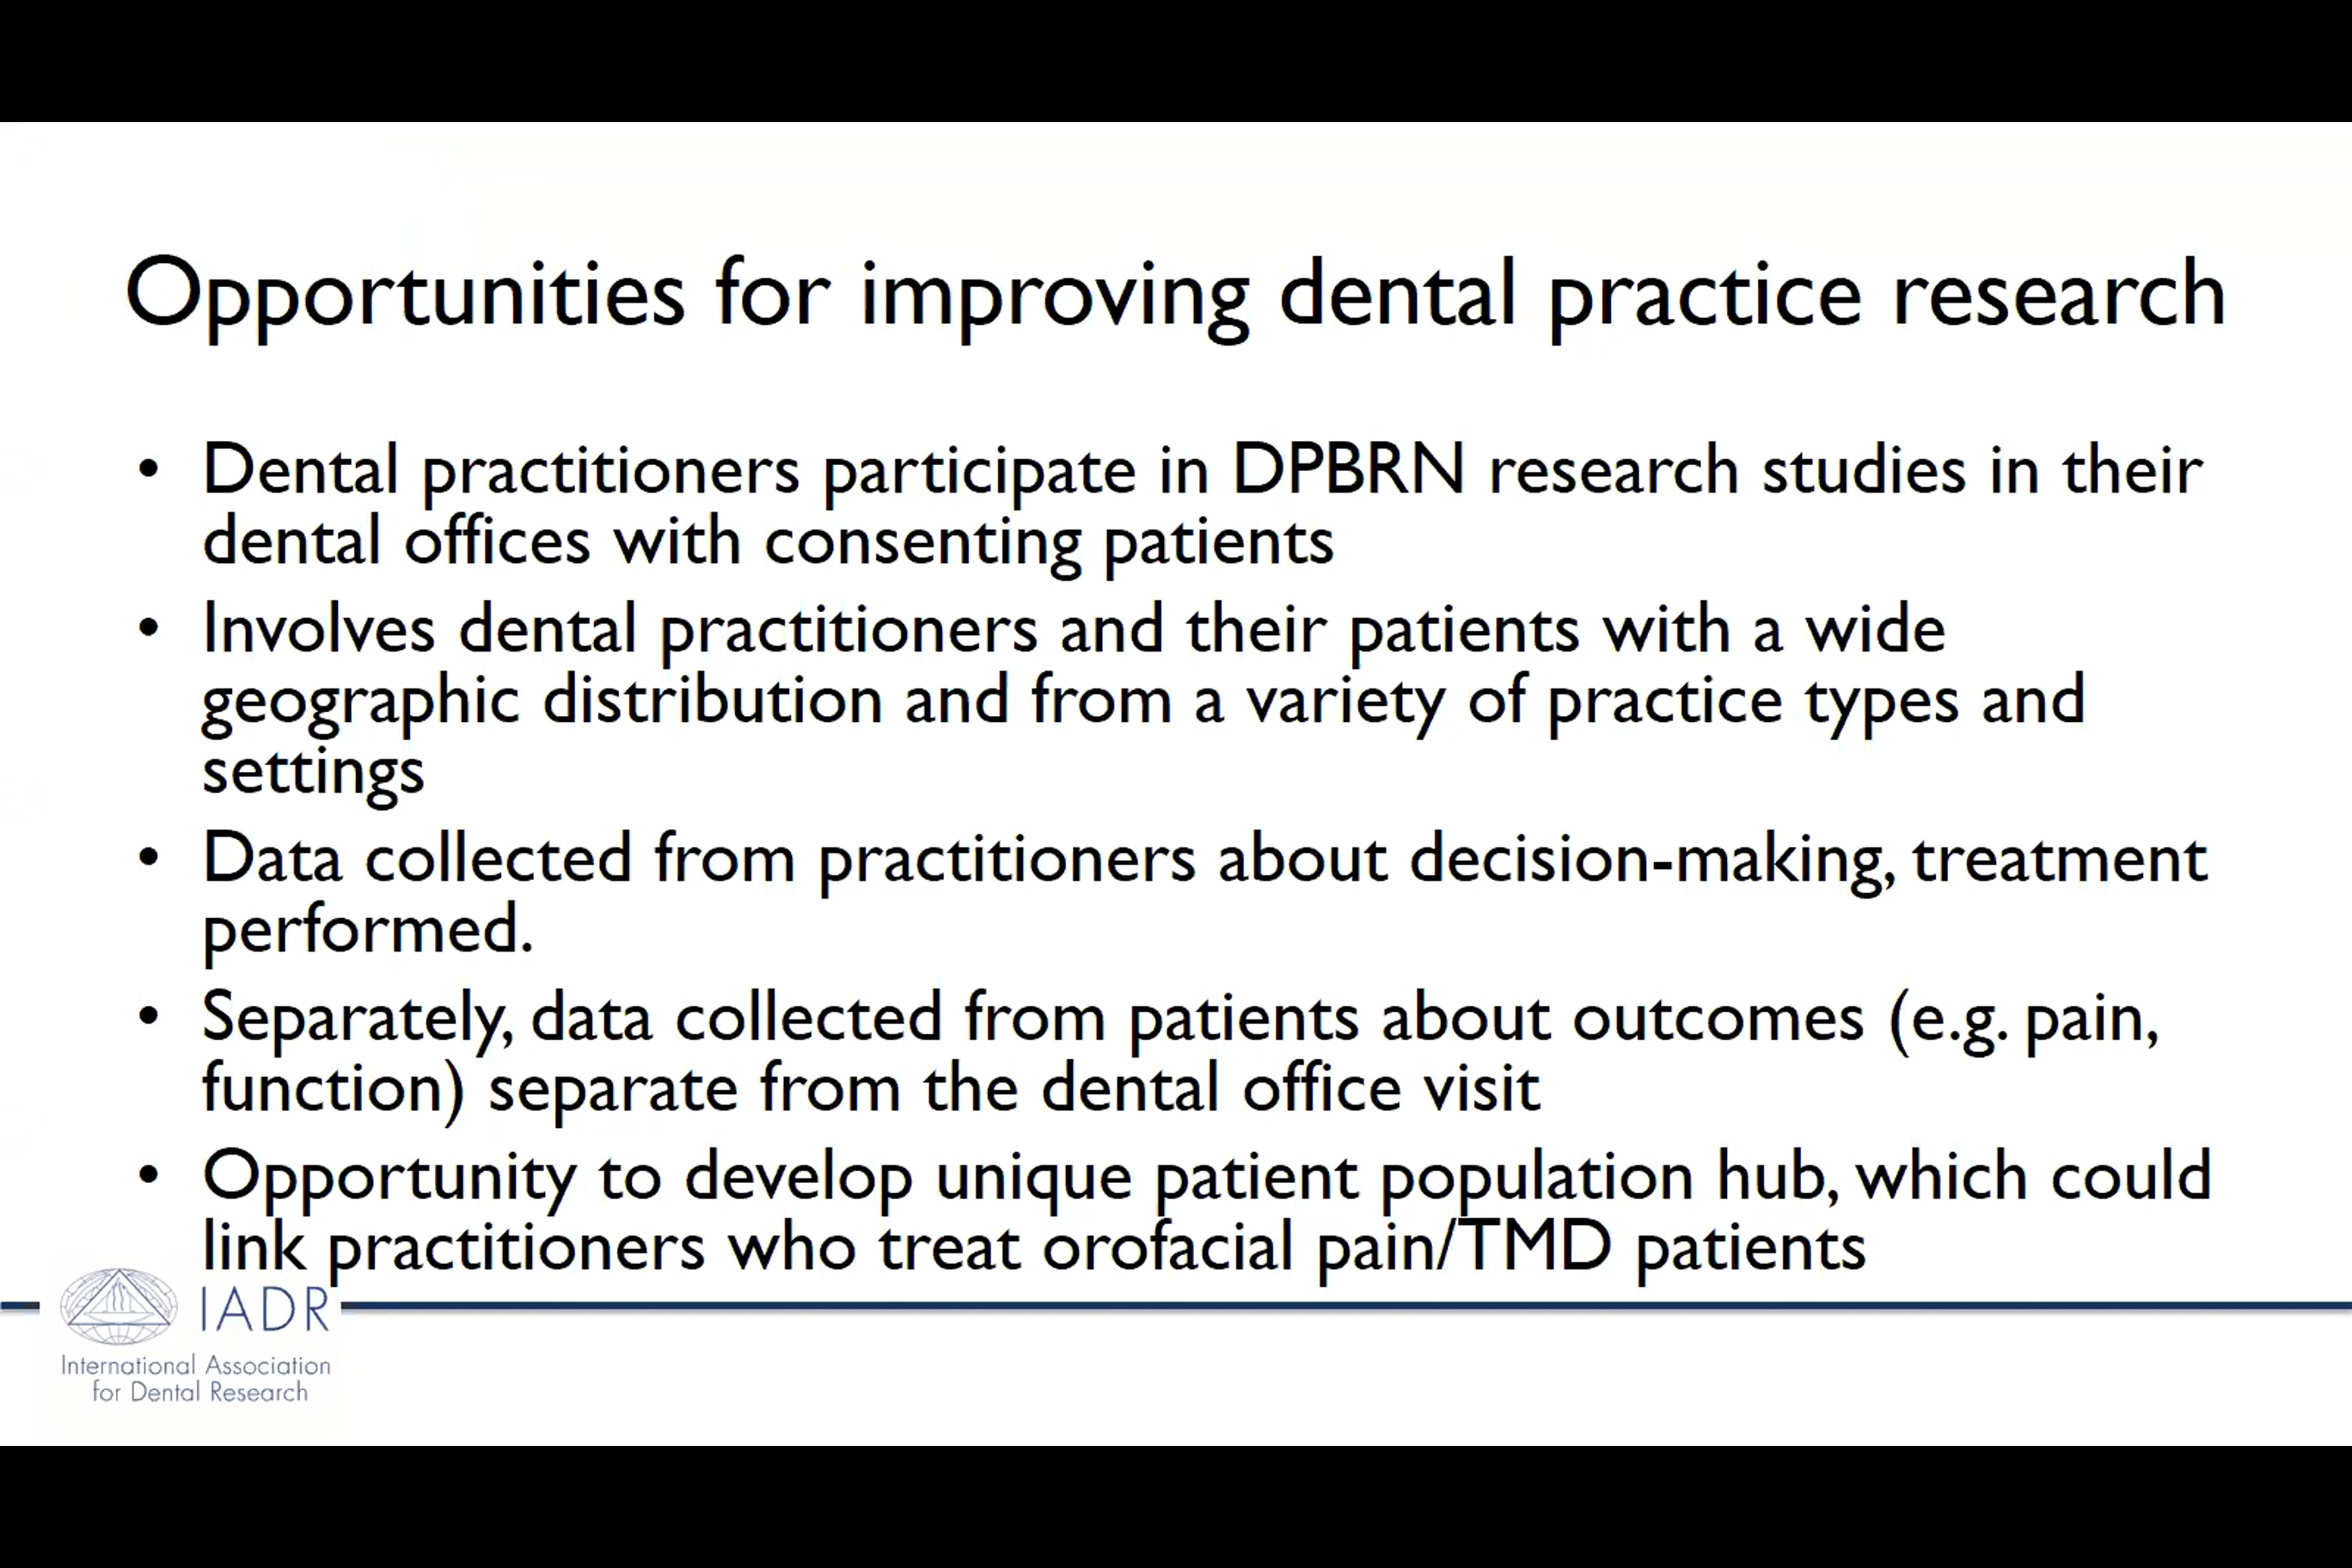 Opportunities for improving dental practice research
• Dental practitioners participate in DPBRN research studies in their
dental offices with consenting patients
• Involves dental practitioners and their patients with a wide
geographic distribution and from a variety of practice types and
settings
• Data collected from practitioners about decision-making, treatment
performed.
• Separately, data collected from patients about outcomes (e.g. pain,
function) separate from the dental office visit
• Opportunity to develop unique patient population hub, which could
link practitioners who treat orofacial pain/TMD patients
IADR
International Association
for Dental Research